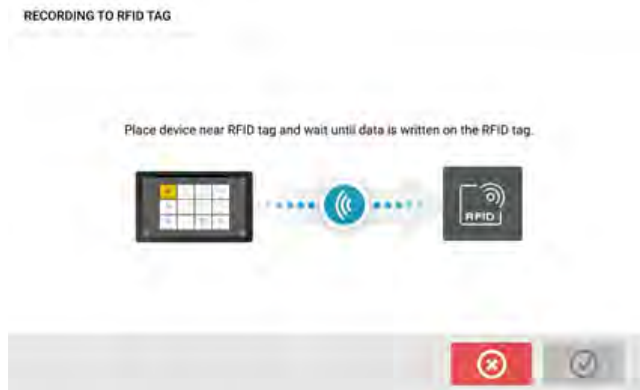 RECORDING TO RFID TAG
Place device near RFID tag and wait until data is written on the RFID tag.
RFID